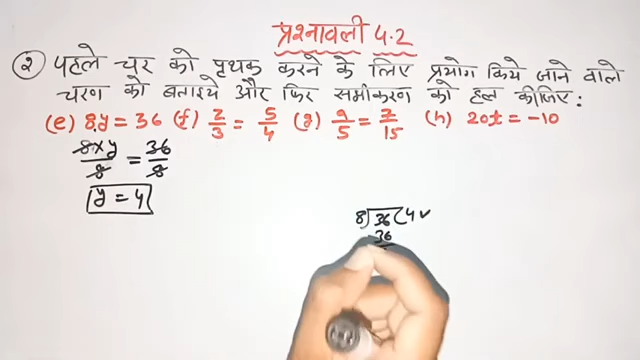 प्रश्नावली 4.2
② पहले चर को पृथक करने के लिए प्रयोग किये जाने वाले
चरण को बताइये और फिर समीकरण को हल कीजिए:
(e) 8y = 36 (f) z/3 = 5/4 (g) a/5 = 7/15 (h) 20t = -10
8×y/8 = 36/8
y = 4
8)36(4✓
36